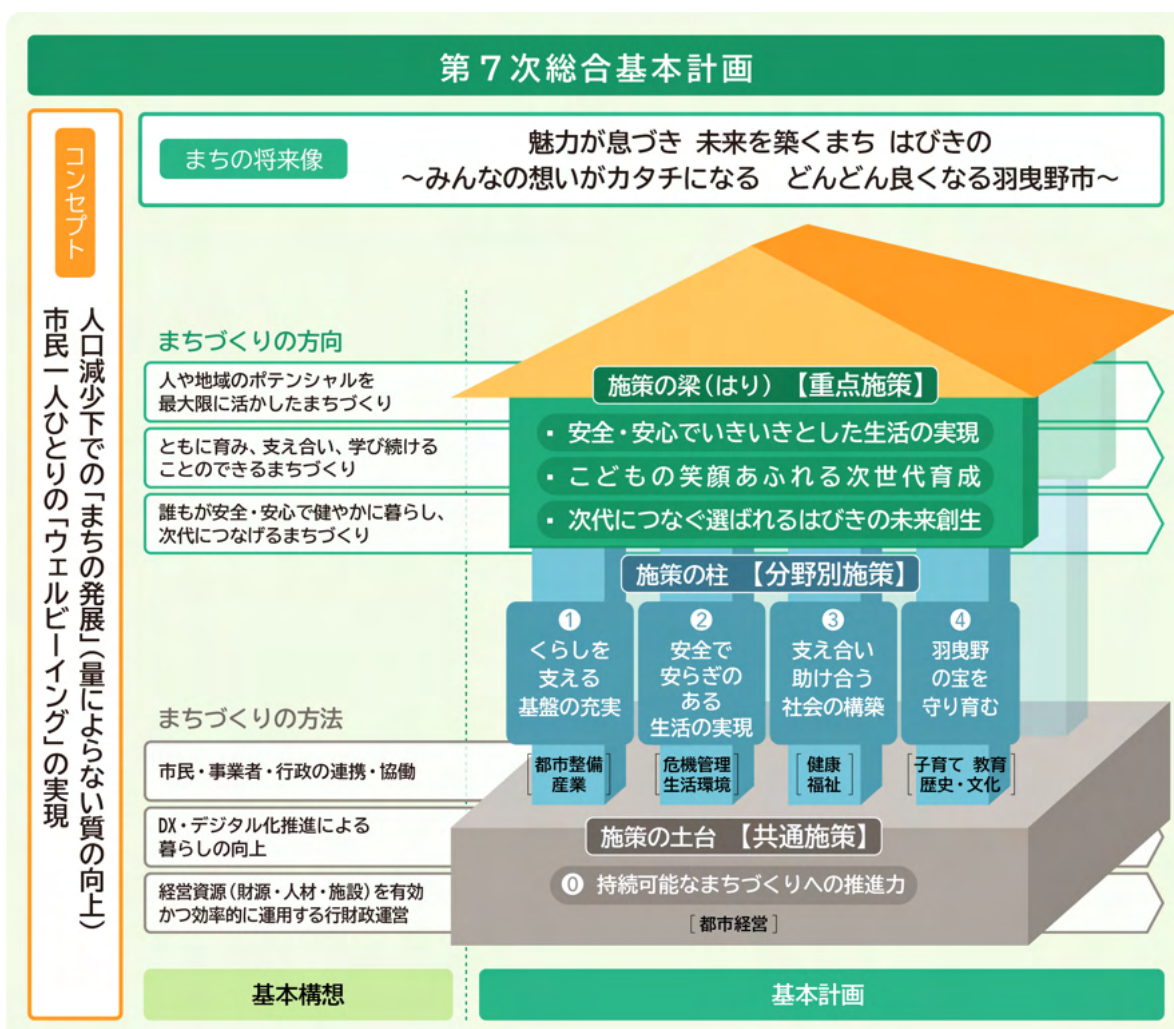 第7次総合基本計画
コンセプト
人口減少下での「まちの発展」（量によらない質の向上）
市民一人ひとりの「ウェルビーイング」の実現
まちの将来像
魅力が息づき 未来を築くまち はびきの
～みんなの想いがカタチになる どんどん良くなる羽曳野市～
まちづくりの方向
人や地域のポテンシャルを
最大限に活かしたまちづくり
ともに育み、支え合い、学び続ける
ことのできるまちづくり
誰もが安全・安心で健やかに暮らし、
次代につなげるまちづくり
施策の梁（はり）【重点施策】
・安全・安心でいきいきとした生活の実現
・こどもの笑顔あふれる次世代育成
・次代につなぐ選ばれるはびきの未来創生
施策の柱 【分野別施策】
❶
くらしを
支える
基盤の充実
[都市整備
産業]
❷
安全で
安らぎの
ある
生活の実現
[危機管理
生活環境]
❸
支え合い
助け合う
社会の構築
[健康
福祉]
❹
羽曳野
の宝を
守り育む
[子育て 教育
歴史・文化]
まちづくりの方法
市民・事業者・行政の連携・協働
DX・デジタル化推進による
暮らしの向上
経営資源（財源・人材・施設）を有効
かつ効率的に運用する行財政運営
施策の土台 【共通施策】
⓿ 持続可能なまちづくりへの推進力
[都市経営]
基本構想
基本計画